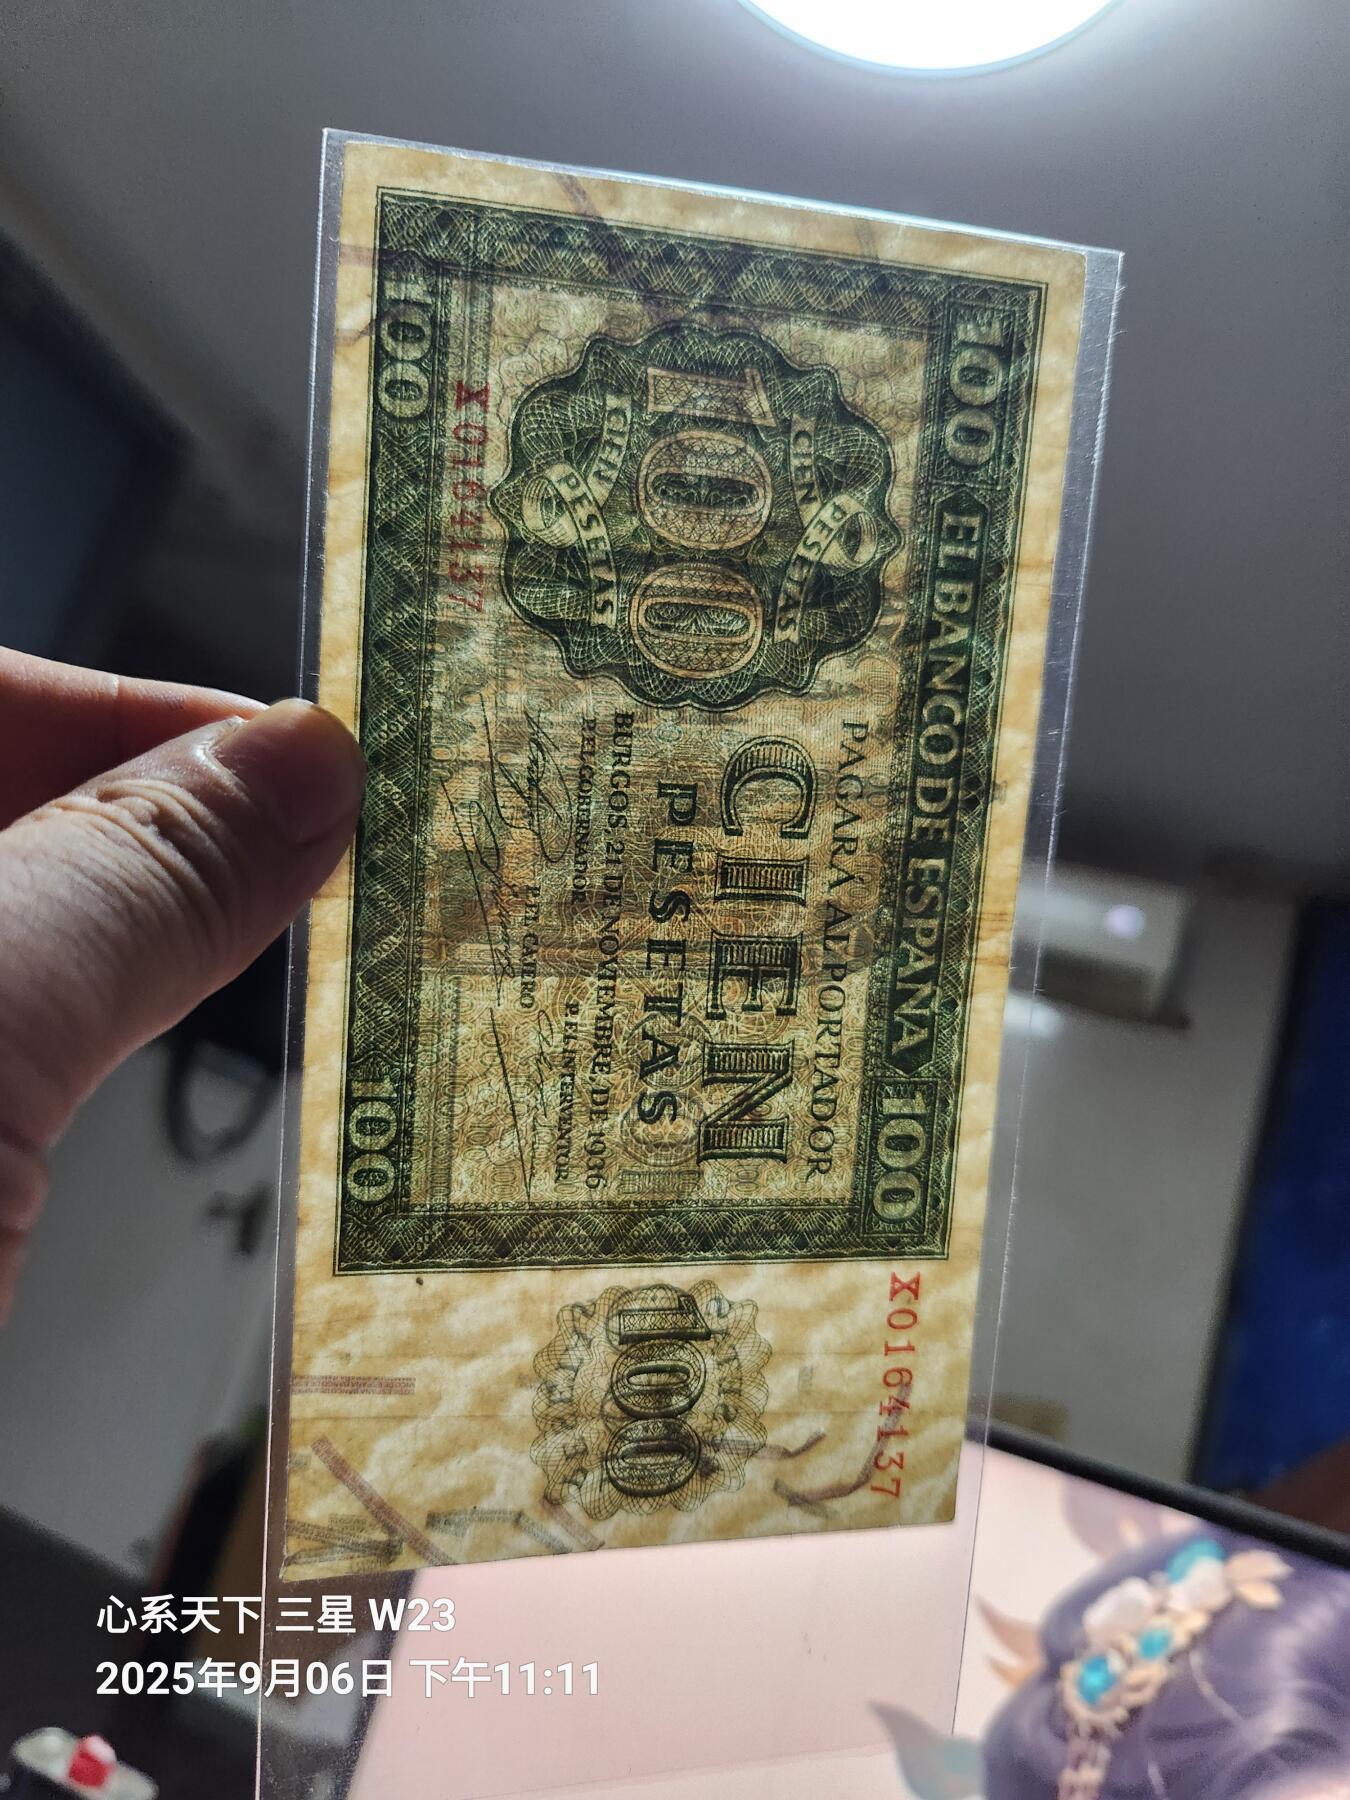 100 EL BANCO DE ESPAÑA 100
X0164137
PAGARÁ AL PORTADOR
CIEN
PESETAS
BURGOS, 21 DE NOVIEMBRE, DE 1936
P. EL GOBERNADOR
P. EL INTERVENTOR
P. EL CAJERO
CIEN PESETAS
100
CIEN PESETAS
X0164137
100
100
100
心系天下 三星 W23
2025年9月06日 下午11:11